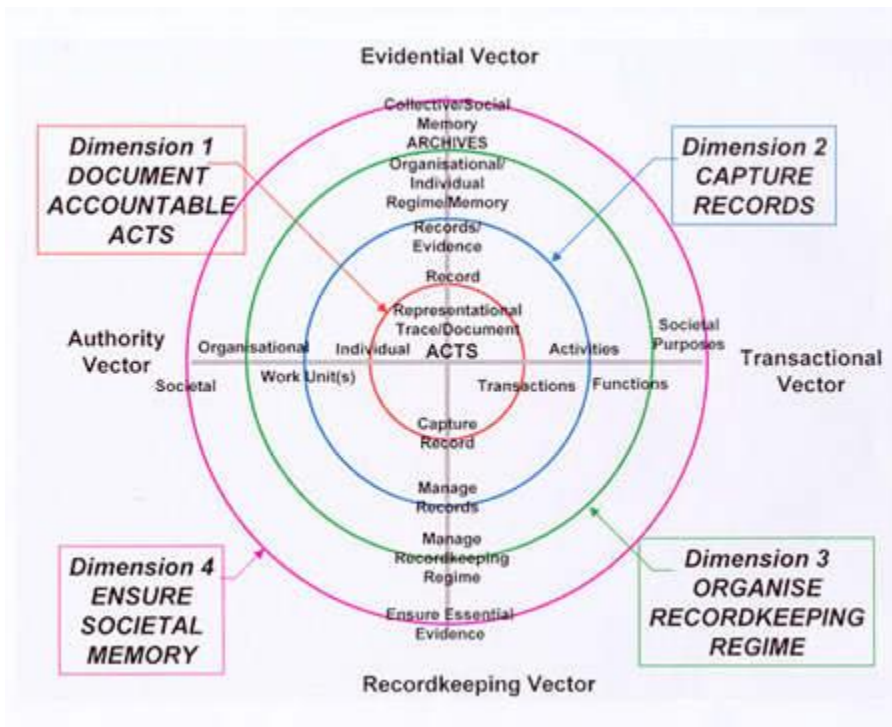 Evidential Vector
Collective/Social
Memory
ARCHIVES
Dimension 1
DOCUMENT
ACCOUNTABLE
ACTS
Dimension 2
CAPTURE
RECORDS
Organisational/
Individual
Regime/Memory
Records/
Evidence
Record
Representational
Trace/Document
ACTS
Authority
Vector
Organisational
Individual
Societal
Work Unit(s)
Activities
Societal
Purposes
Transactions
Functions
Transactional
Vector
Capture
Record
Manage
Records
Manage
Recordkeeping
Regime
Ensure Essential
Evidence
Dimension 4
ENSURE
SOCIETAL
MEMORY
Dimension 3
ORGANISE
RECORDKEEPING
REGIME
Recordkeeping Vector